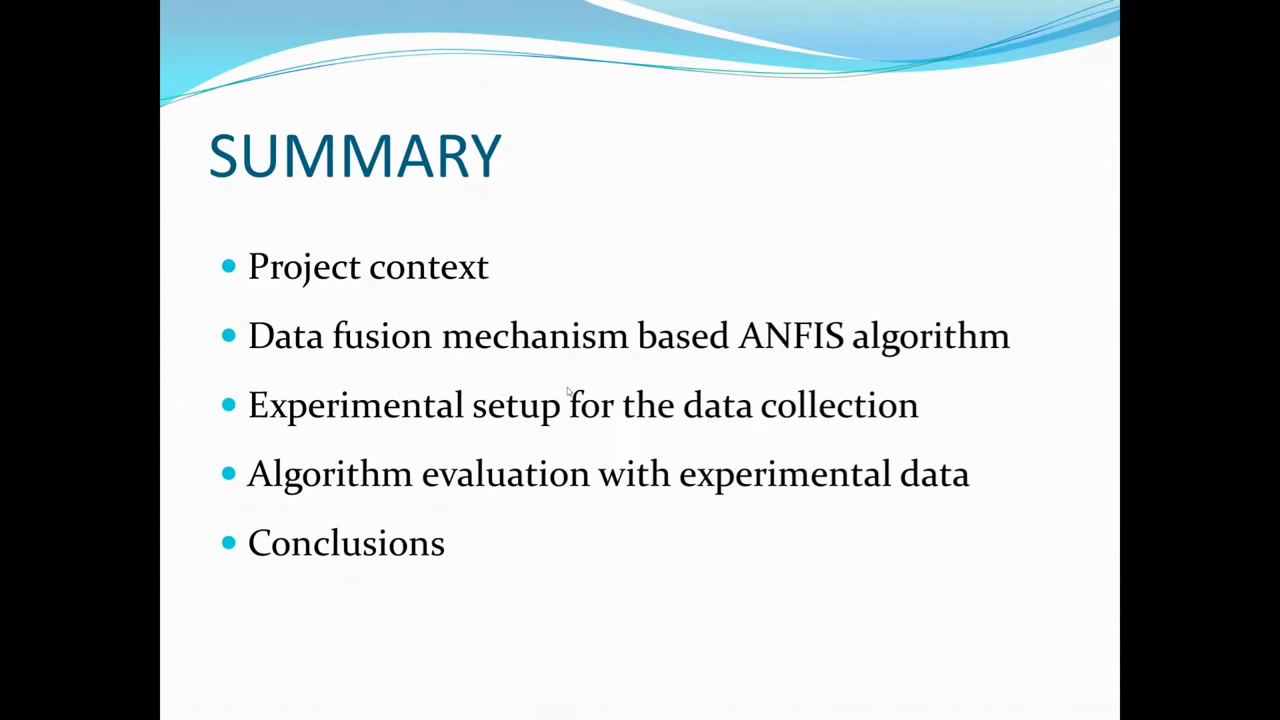 SUMMARY
Project context
Data fusion mechanism based ANFIS algorithm
Experimental setup for the data collection
Algorithm evaluation with experimental data
Conclusions